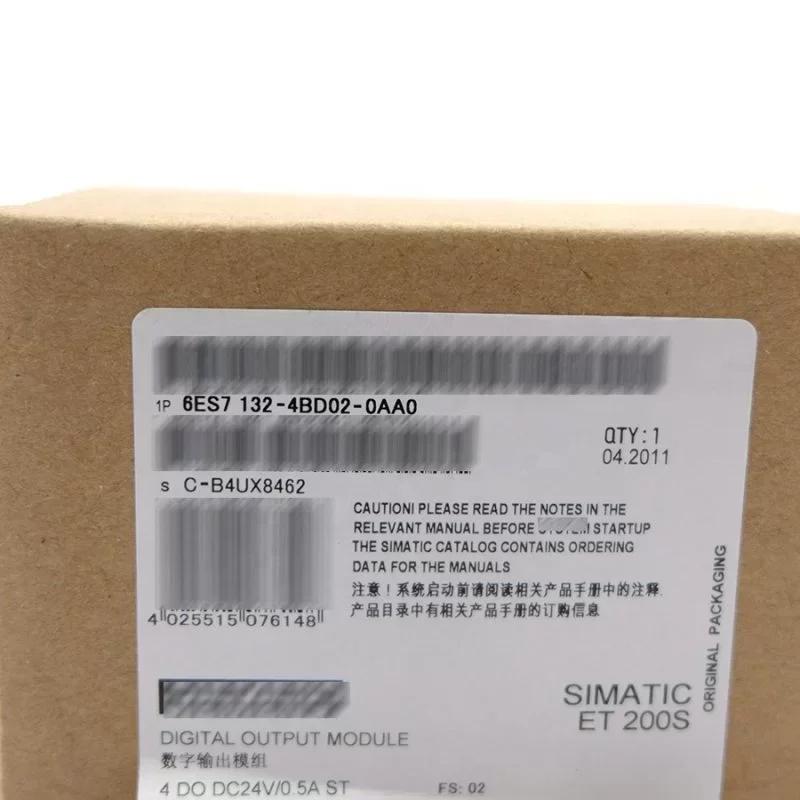 1P 6ES7 132-4BD02-0AA0
QTY:1
04.2011
S C-B4UX8462
CAUTION! PLEASE READ THE NOTES IN THE
RELEVANT MANUAL BEFORE STARTUP
THE SIMATIC CATALOG CONTAINS ORDERING
DATA FOR THE MANUALS
注意！系统启动前请阅读相关产品手册中的注释.
产品目录中有相关产品手册的订购信息
4 025515 076148
ORIGINAL PACKAGING
SIMATIC
ET 200S
DIGITAL OUTPUT MODULE
数字输出模组
4 DO DC24V/0.5A ST
FS: 02